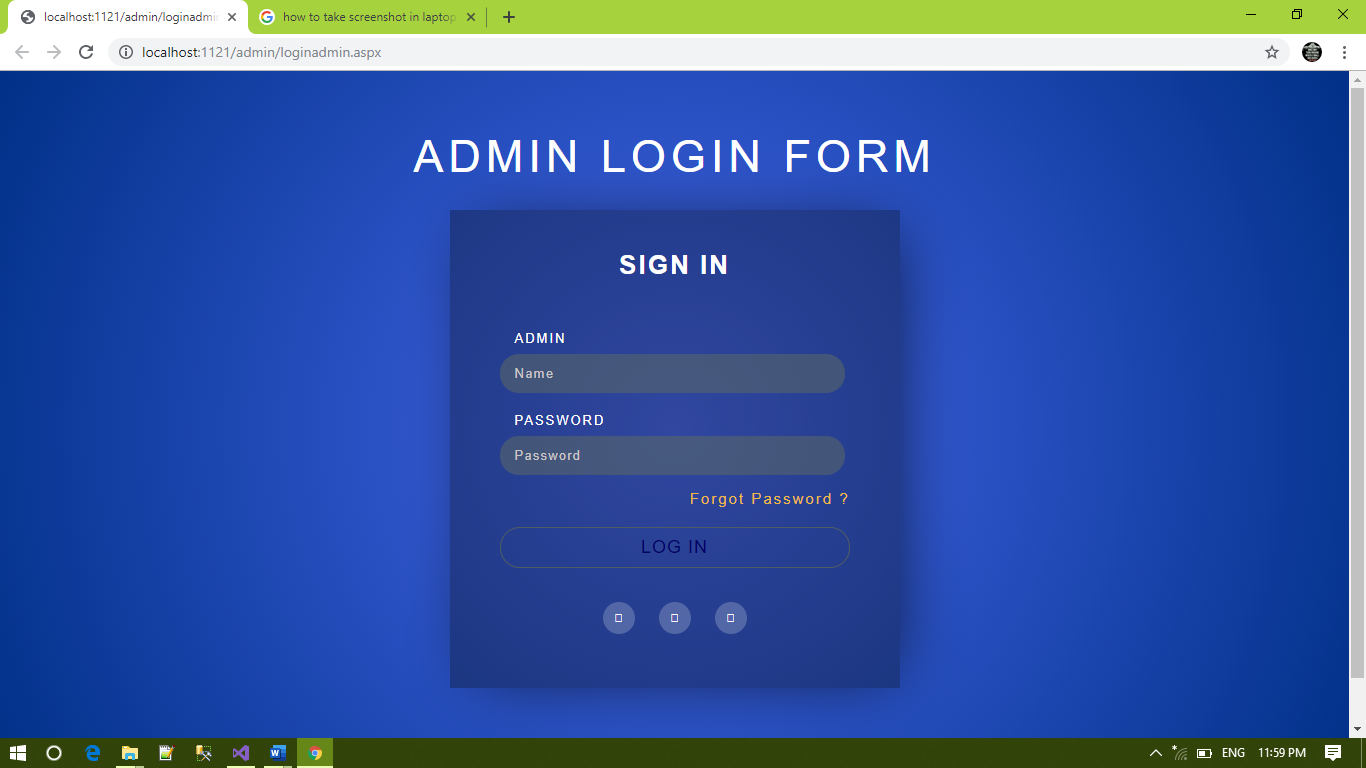 localhost:1121/admin/loginadmin
how to take screenshot in laptop
localhost:1121/admin/loginadmin.aspx
ADMIN LOGIN FORM
SIGN IN
ADMIN
Name
PASSWORD
Password
Forgot Password ?
LOG IN
ENG
11:59 PM